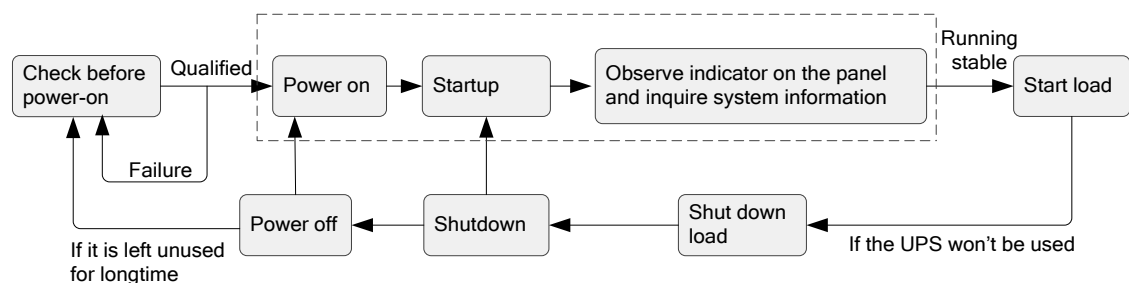 Check before
power-on
Qualified
Failure
Power on
Startup
Observe indicator on the panel
and inquire system information
Running
stable
Start load
Power off
Shutdown
Shut down
load
If the UPS won't be used
If it is left unused
for longtime